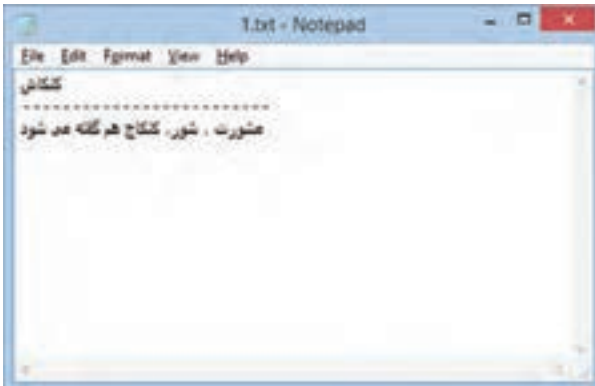 1.txt - Notepad
File Edit Format View Help
کنکاش
--------------------------
مشورت ، شور، کنکاج هم گفته می شود